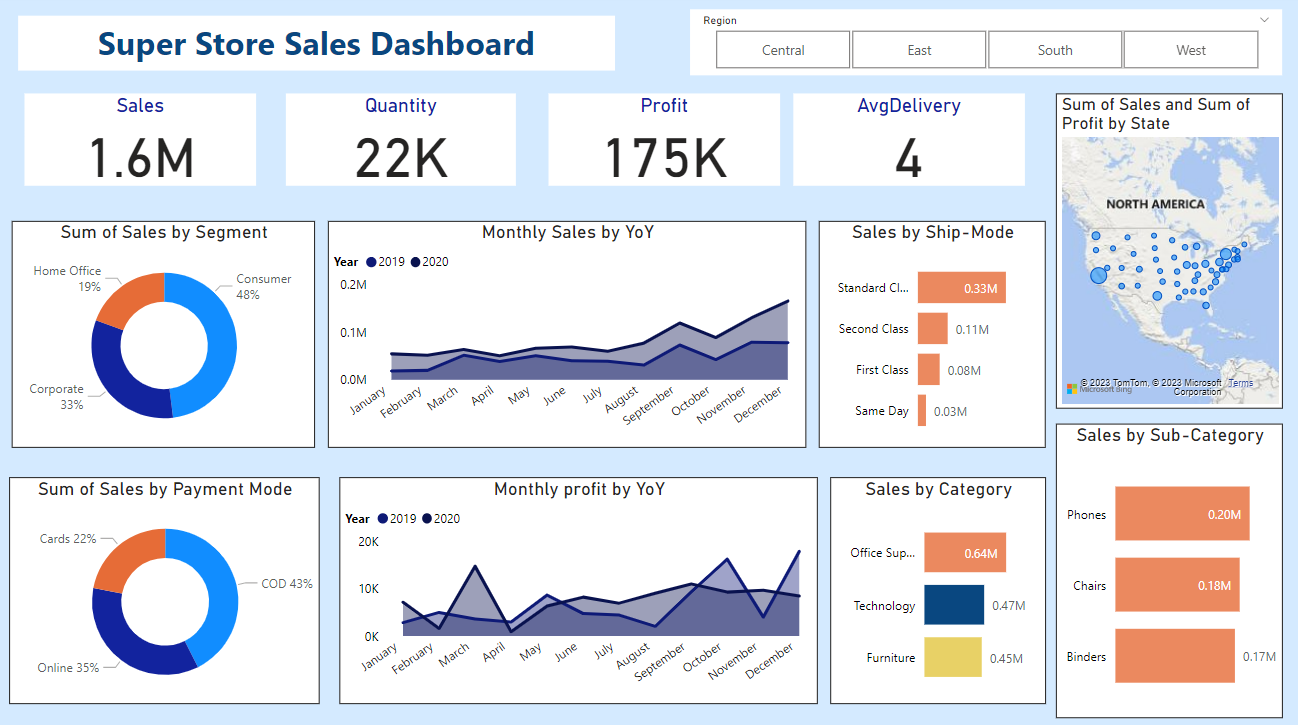 Super Store Sales Dashboard
Region
Central
East
South
West
Sales
1.6M
Quantity
22K
Profit
175K
AvgDelivery
4
Sum of Sales and Sum of
Profit by State
NORTH AMERICA
© 2023 TomTom, © 2023 Microsoft
Corporation
Terms
Microsoft Bing
Sum of Sales by Segment
Home Office
19%
Consumer
48%
Corporate
33%
Monthly Sales by YoY
Year 2019 2020
0.2M
0.1M
0.0M
January
February
March
April
May
June
July
August
September
October
November
December
Sales by Ship-Mode
Standard Cl... 0.33M
Second Class 0.11M
First Class 0.08M
Same Day 0.03M
Sum of Sales by Payment Mode
Cards 22%
COD 43%
Online 35%
Monthly profit by YoY
Year 2019 2020
20K
10K
0K
January
February
March
April
May
June
July
August
September
October
November
December
Sales by Category
Office Sup... 0.64M
Technology 0.47M
Furniture 0.45M
Sales by Sub-Category
Phones 0.20M
Chairs 0.18M
Binders 0.17M